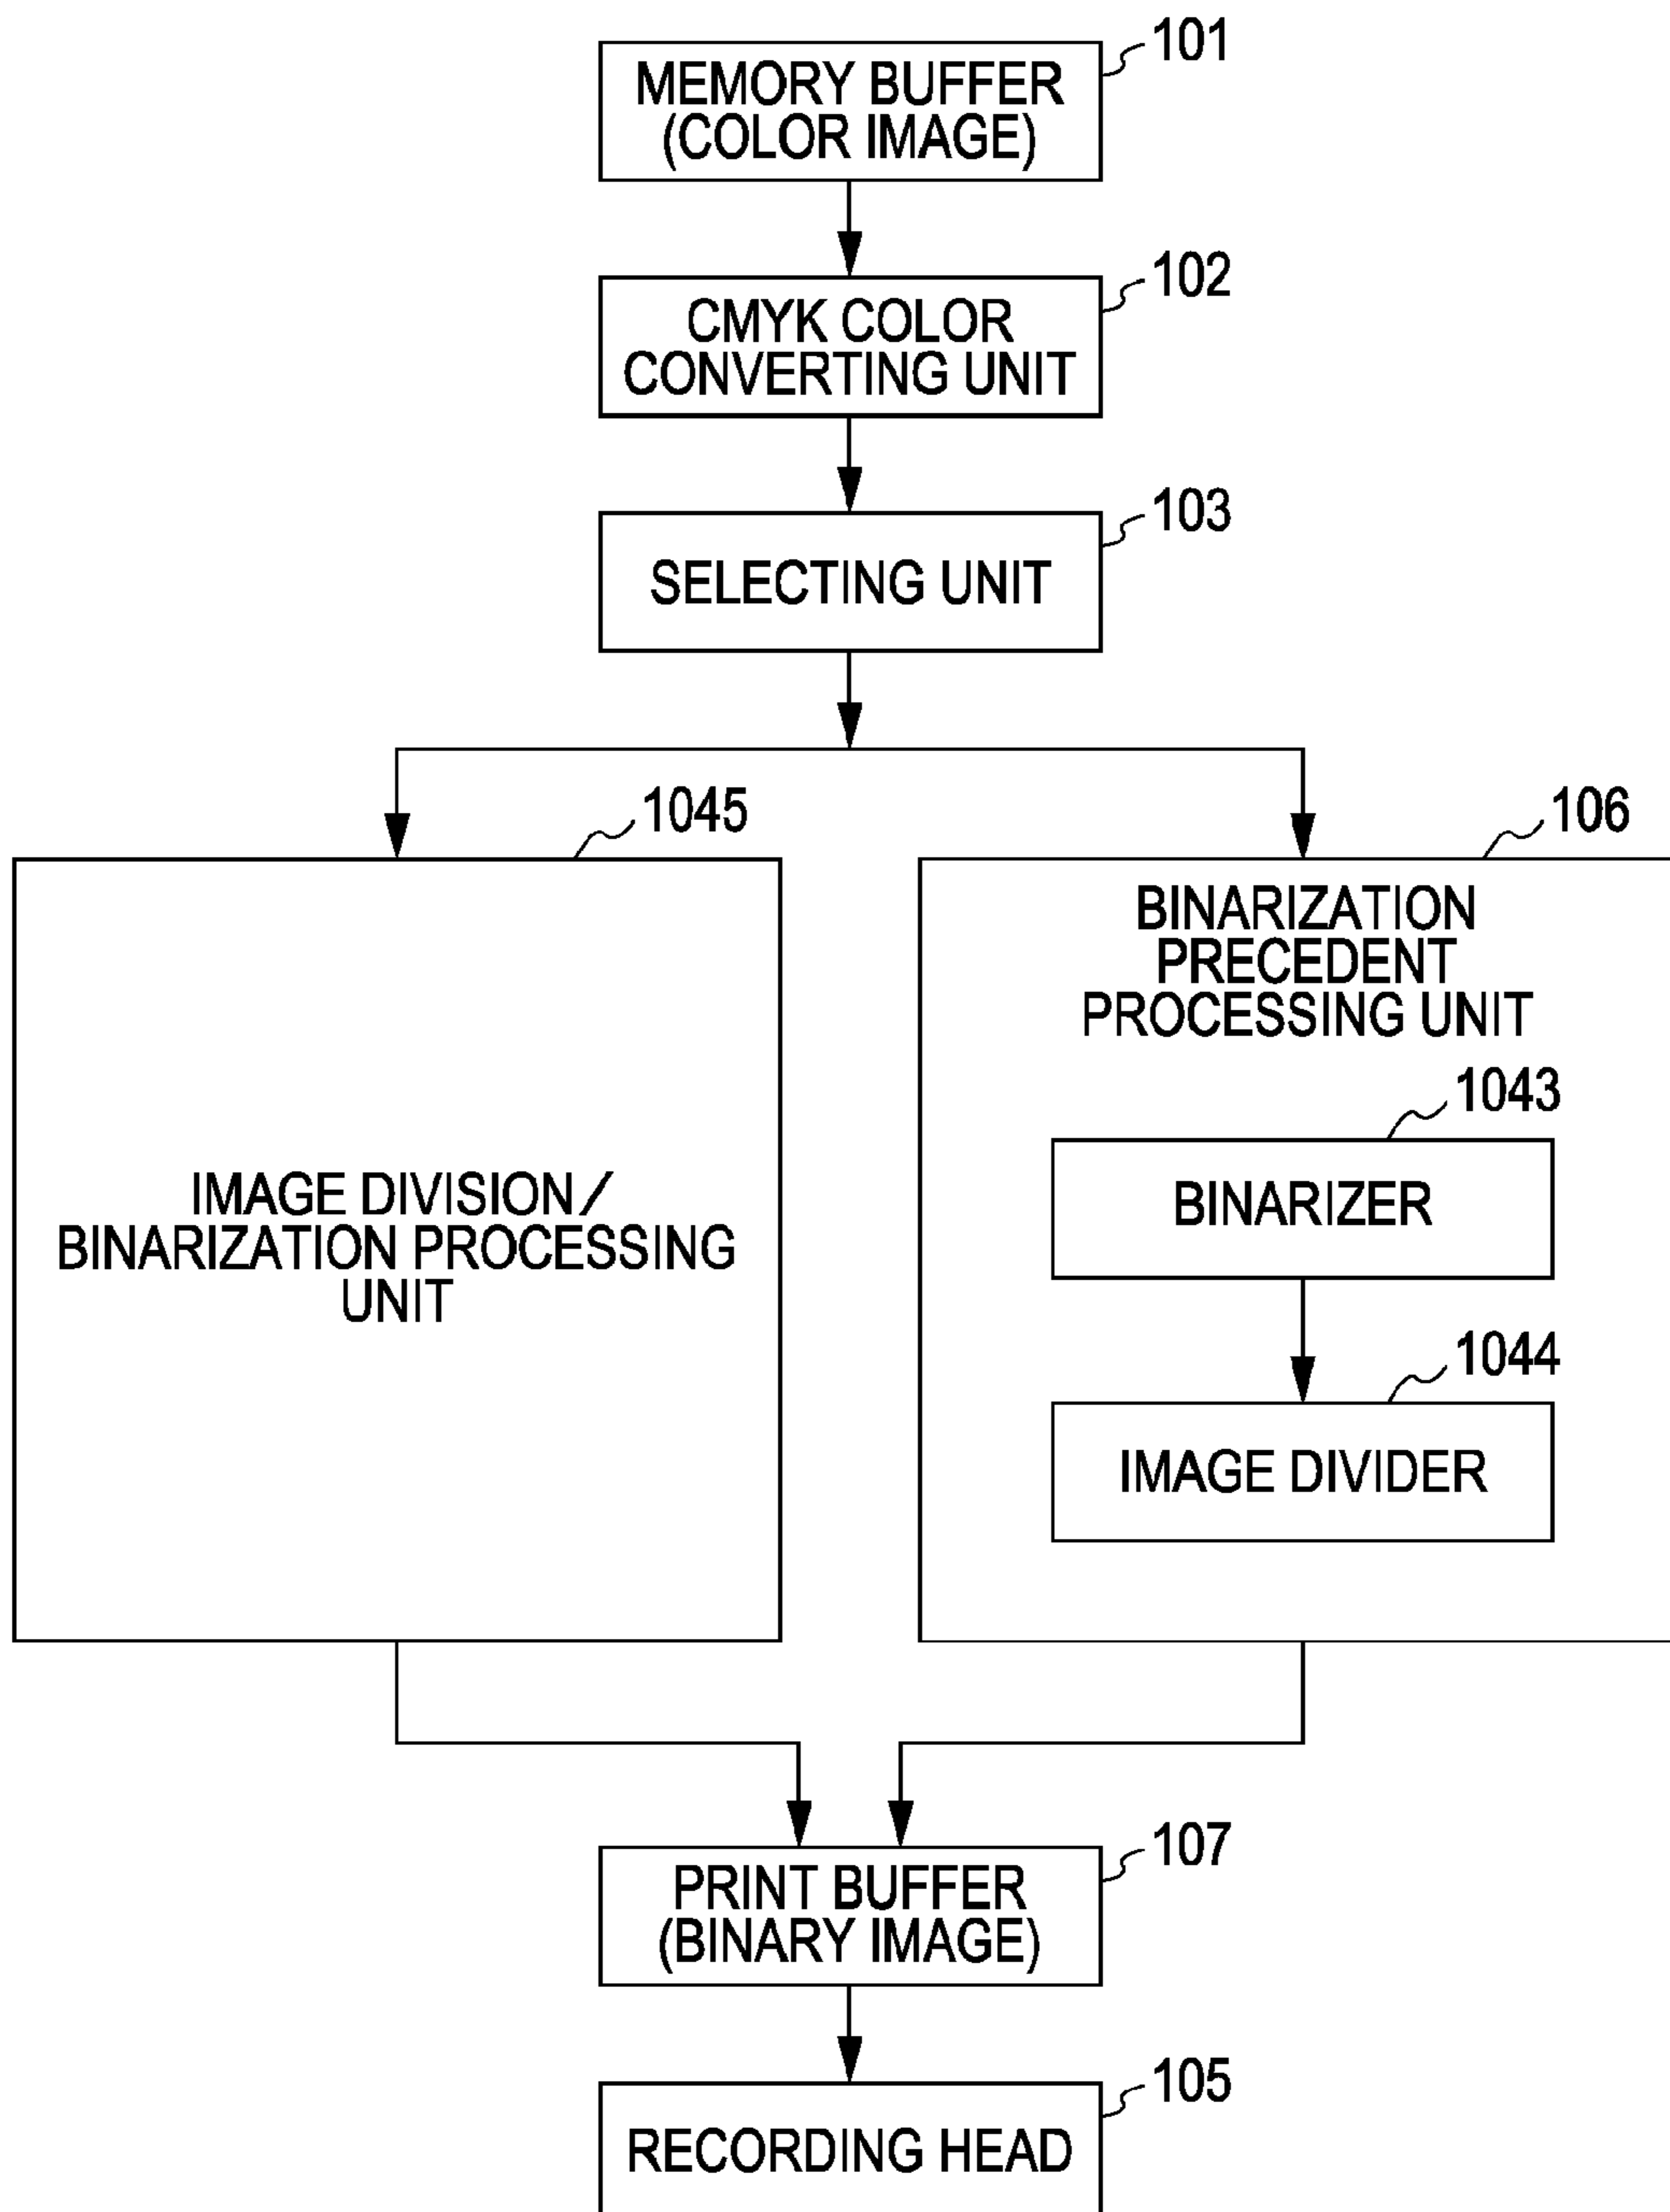 101
MEMORY BUFFER
(COLOR IMAGE)
102
CMYK COLOR
CONVERTING UNIT
103
SELECTING UNIT
1045
IMAGE DIVISION/
BINARIZATION PROCESSING
UNIT
106
BINARIZATION
PRECEDENT
PROCESSING UNIT
1043
BINARIZER
1044
IMAGE DIVIDER
107
PRINT BUFFER
(BINARY IMAGE)
105
RECORDING HEAD